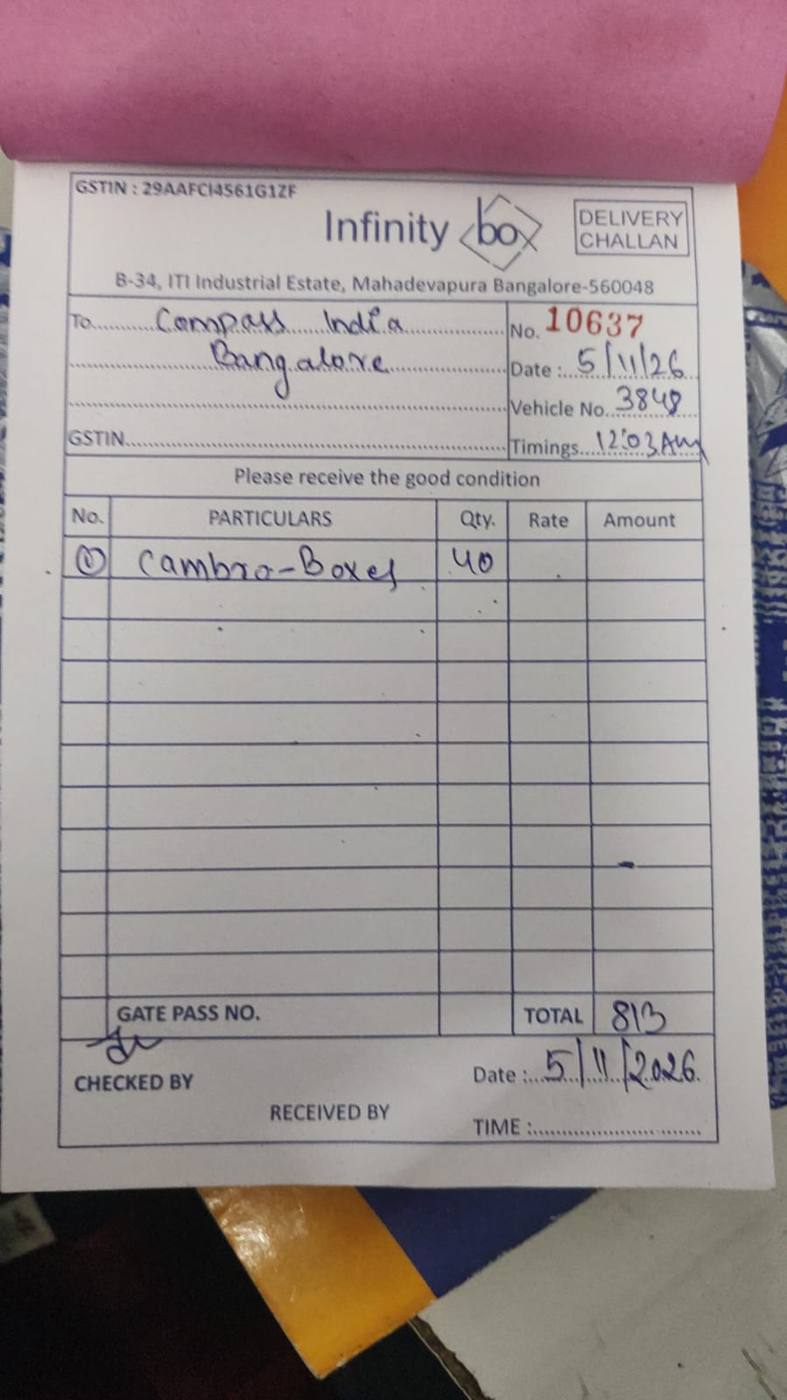 GSTIN : 29AAFCI4561G1ZF
Infinity box
DELIVERY CHALLAN
B-34, ITI Industrial Estate, Mahadevapura Bangalore-560048
To............Compass India
Bangalore
No. 10637
Date :..5/11/26
Vehicle No..3848
GSTIN
Timings...12:03Am
Please receive the good condition
No. PARTICULARS Qty. Rate Amount
① Cambro-Boxes 40
GATE PASS NO. TOTAL 813
CHECKED BY
Date :...5/11/2026.
RECEIVED BY
TIME :